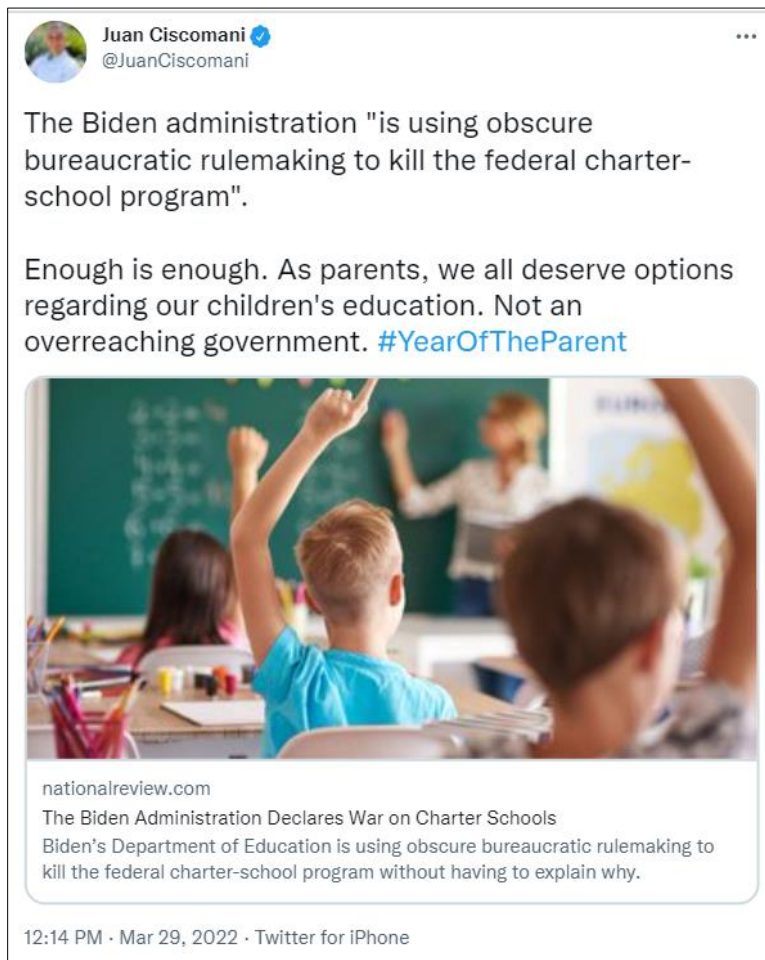 Juan Ciscomani
@JuanCiscomani
The Biden administration "is using obscure
bureaucratic rulemaking to kill the federal charter-
school program".
Enough is enough. As parents, we all deserve options
regarding our children's education. Not an
overreaching government. #YearOfTheParent
nationalreview.com
The Biden Administration Declares War on Charter Schools
Biden’s Department of Education is using obscure bureaucratic rulemaking to
kill the federal charter-school program without having to explain why.
12:14 PM · Mar 29, 2022 · Twitter for iPhone